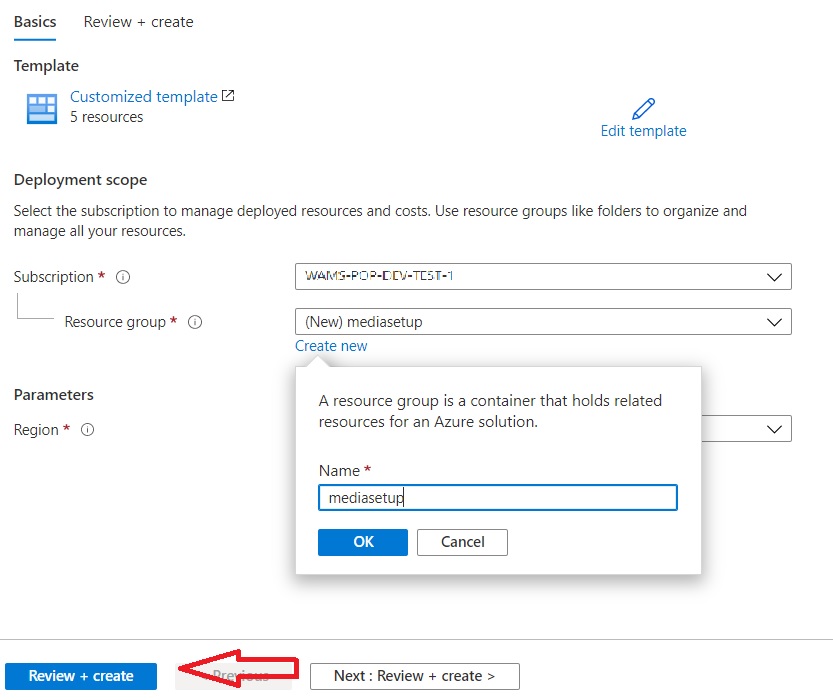 Basics Review + create
Template
Customized template
5 resources
Edit template
Deployment scope
Select the subscription to manage deployed resources and costs. Use resource groups like folders to organize and
manage all your resources.
Subscription * WAMS-POP-DEV-TEST-1
Resource group * (New) mediasetup
Create new
A resource group is a container that holds related
resources for an Azure solution.
Parameters
Region *
Name *
mediasetup
OK Cancel
Review + create Previous Next : Review + create >